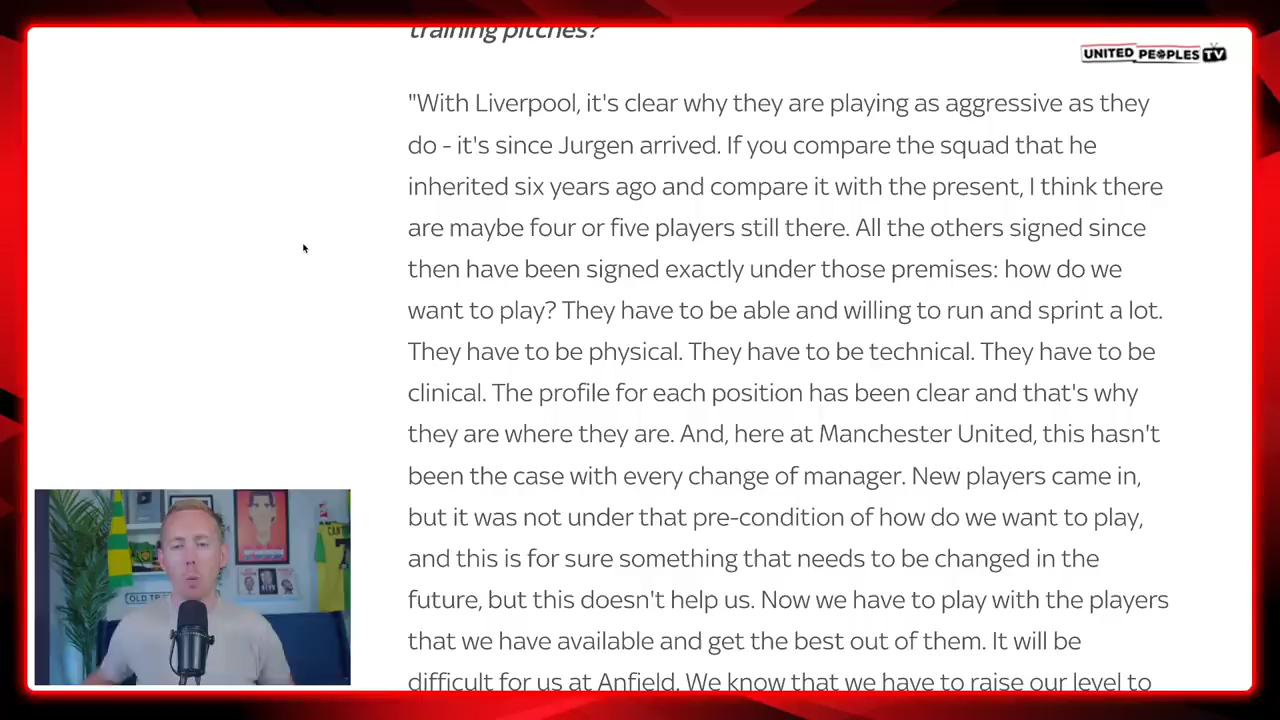 training pitches?
UNITED PEOPLES TV
"With Liverpool, it's clear why they are playing as aggressive as they
do - it's since Jurgen arrived. If you compare the squad that he
inherited six years ago and compare it with the present, I think there
are maybe four or five players still there. All the others signed since
then have been signed exactly under those premises: how do we
want to play? They have to be able and willing to run and sprint a lot.
They have to be physical. They have to be technical. They have to be
clinical. The profile for each position has been clear and that's why
they are where they are. And, here at Manchester United, this hasn't
been the case with every change of manager. New players came in,
but it was not under that pre-condition of how do we want to play,
and this is for sure something that needs to be changed in the
future, but this doesn't help us. Now we have to play with the players
that we have available and get the best out of them. It will be
difficult for us at Anfield. We know that we have to raise our level to
OLD TR